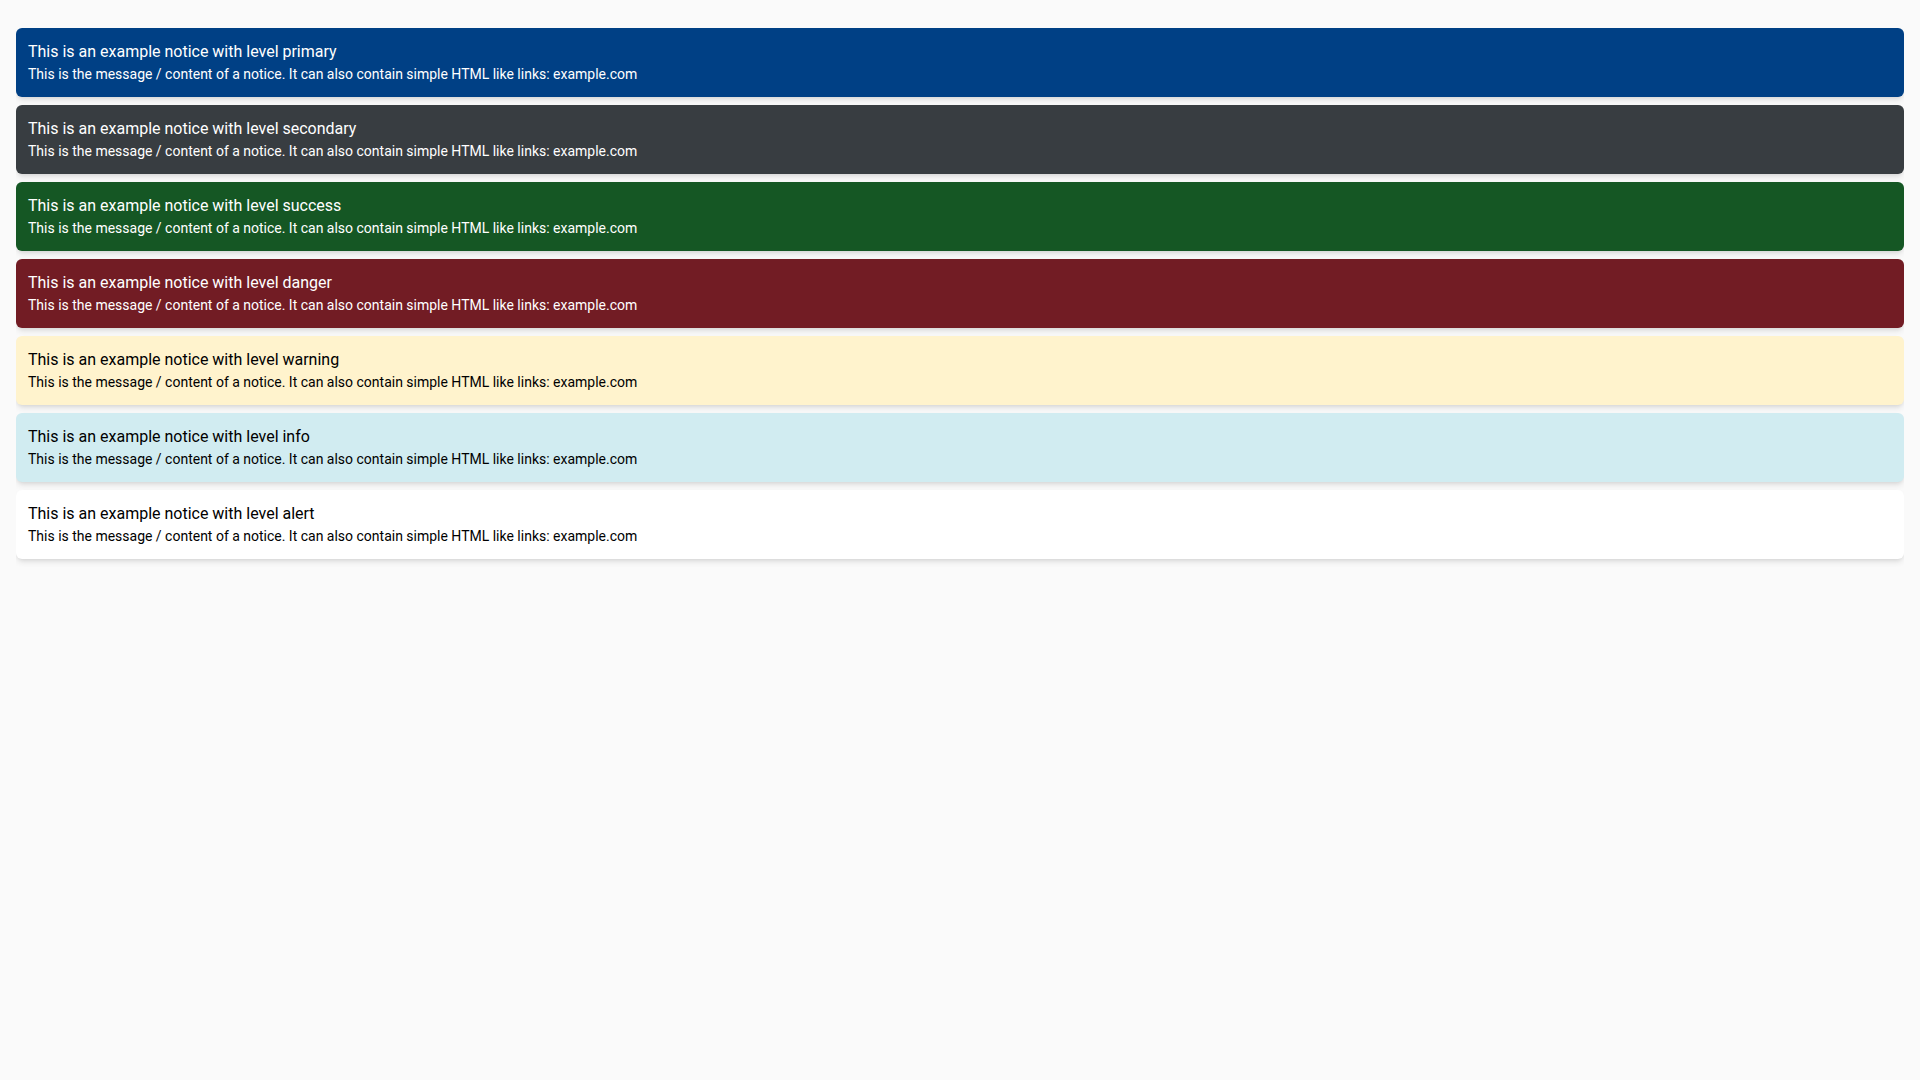 This is an example notice with level primary
This is the message / content of a notice. It can also contain simple HTML like links: example.com
This is an example notice with level secondary
This is the message / content of a notice. It can also contain simple HTML like links: example.com
This is an example notice with level success
This is the message / content of a notice. It can also contain simple HTML like links: example.com
This is an example notice with level danger
This is the message / content of a notice. It can also contain simple HTML like links: example.com
This is an example notice with level warning
This is the message / content of a notice. It can also contain simple HTML like links: example.com
This is an example notice with level info
This is the message / content of a notice. It can also contain simple HTML like links: example.com
This is an example notice with level alert
This is the message / content of a notice. It can also contain simple HTML like links: example.com